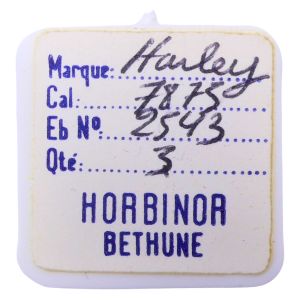 Marque: Harley
Cal: 7875
Eb Nº: 2543
Qté: 3
HORBINOR
BETHUNE